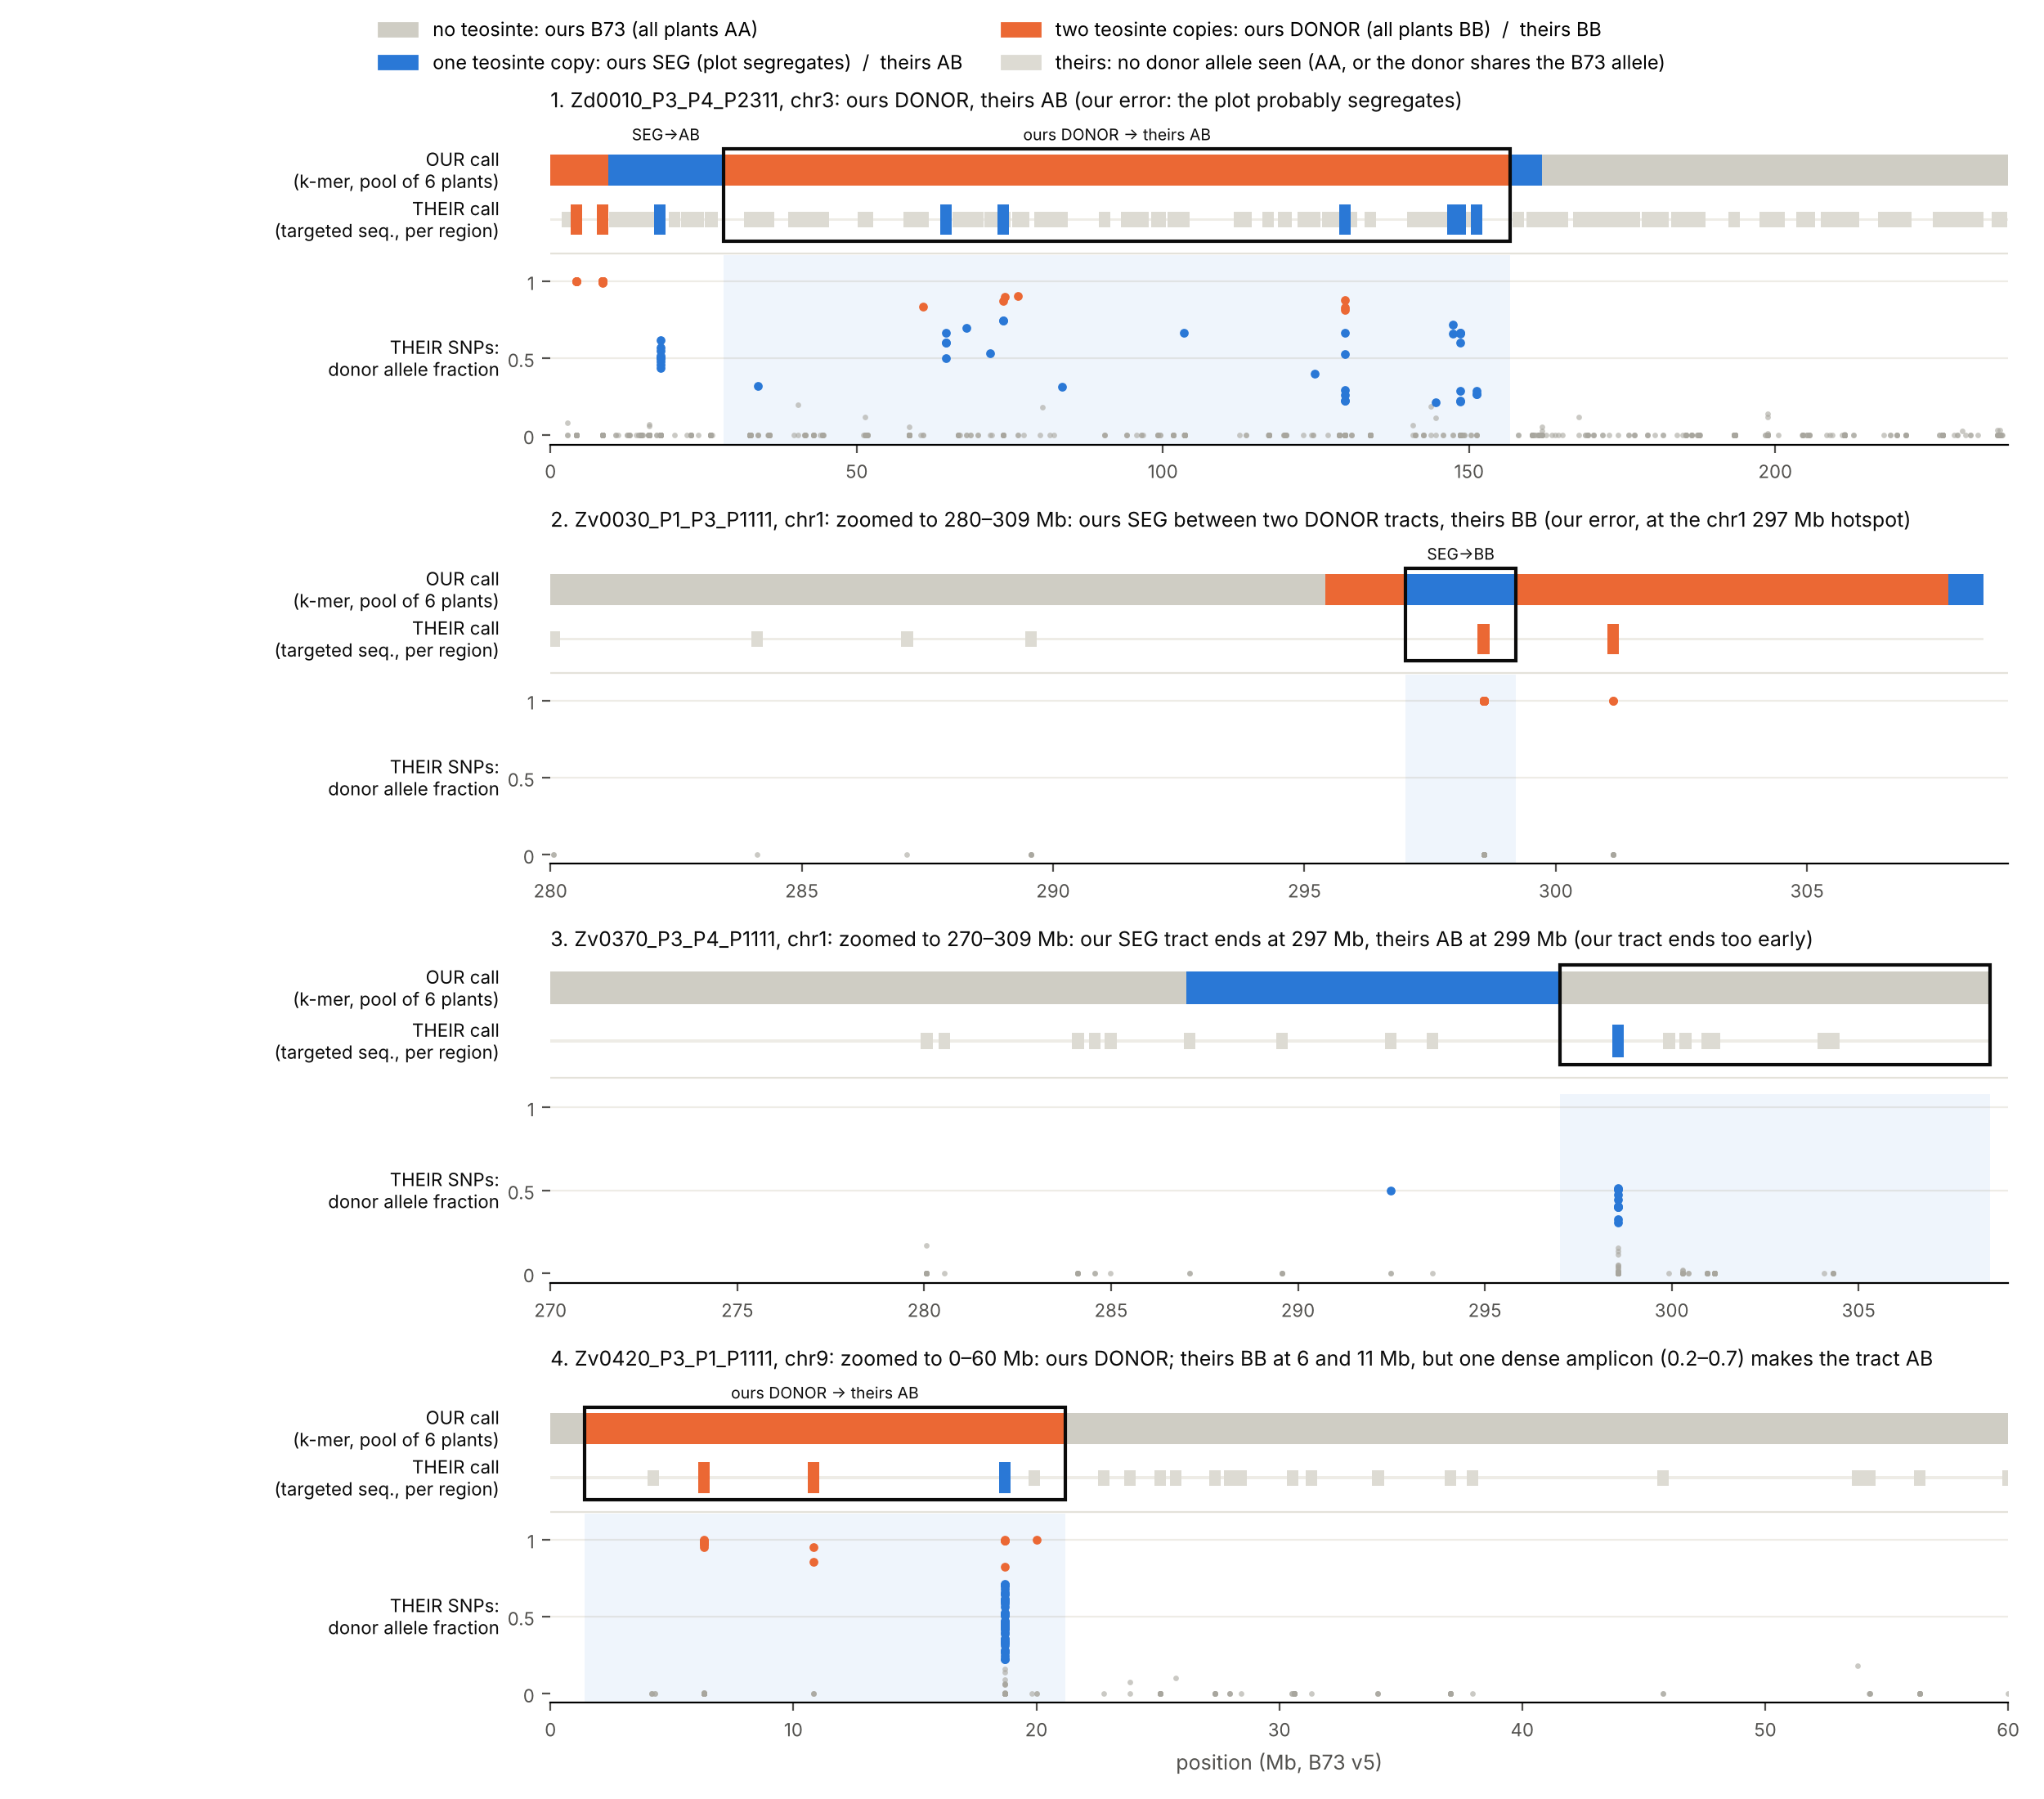 no teosinte: ours B73 (all plants AA)
two teosinte copies: ours DONOR (all plants BB) / theirs BB
one teosinte copy: ours SEG (plot segregates) / theirs AB
theirs: no donor allele seen (AA, or the donor shares the B73 allele)
1. Zd0010_P3_P4_P2311, chr3: ours DONOR, theirs AB (our error: the plot probably segregates)
SEG→AB
ours DONOR → theirs AB
OUR call
(k-mer, pool of 6 plants)
THEIR call
(targeted seq., per region)
1
THEIR SNPs:
donor allele fraction
0.5
0
0 50 100 150 200
2. Zv0030_P1_P3_P1111, chr1: zoomed to 280–309 Mb: ours SEG between two DONOR tracts, theirs BB (our error, at the chr1 297 Mb hotspot)
SEG→BB
OUR call
(k-mer, pool of 6 plants)
THEIR call
(targeted seq., per region)
1
THEIR SNPs:
donor allele fraction
0.5
0
280 285 290 295 300 305
3. Zv0370_P3_P4_P1111, chr1: zoomed to 270–309 Mb: our SEG tract ends at 297 Mb, theirs AB at 299 Mb (our tract ends too early)
OUR call
(k-mer, pool of 6 plants)
THEIR call
(targeted seq., per region)
1
THEIR SNPs:
donor allele fraction
0.5
0
270 275 280 285 290 295 300 305
4. Zv0420_P3_P1_P1111, chr9: zoomed to 0–60 Mb: ours DONOR; theirs BB at 6 and 11 Mb, but one dense amplicon (0.2–0.7) makes the tract AB
ours DONOR → theirs AB
OUR call
(k-mer, pool of 6 plants)
THEIR call
(targeted seq., per region)
1
THEIR SNPs:
donor allele fraction
0.5
0
0 10 20 30 40 50 60
position (Mb, B73 v5)